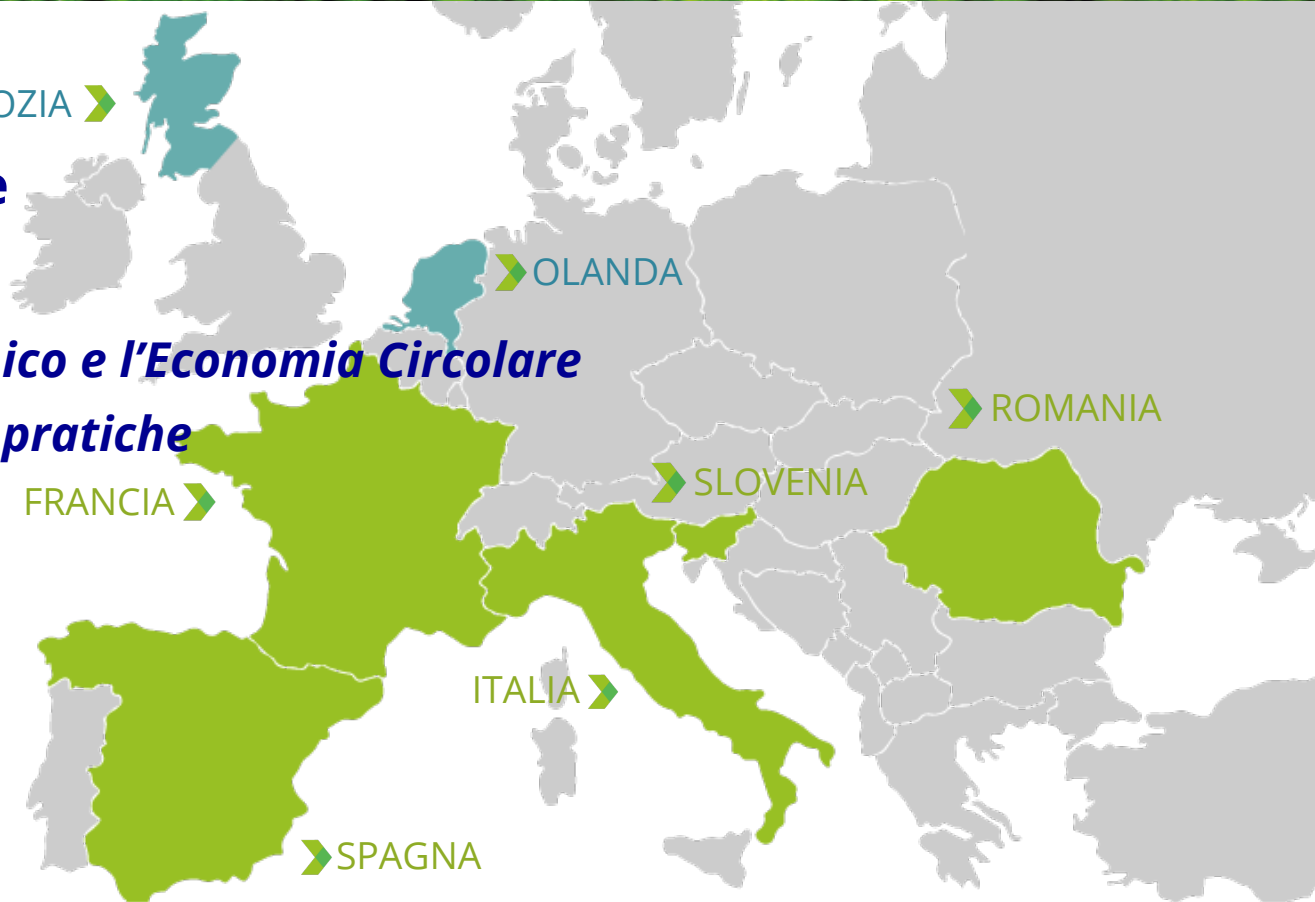 OZIA
e
OLANDA
ico e l’Economia Circolare
pratiche
ROMANIA
SLOVENIA
FRANCIA
ITALIA
SPAGNA